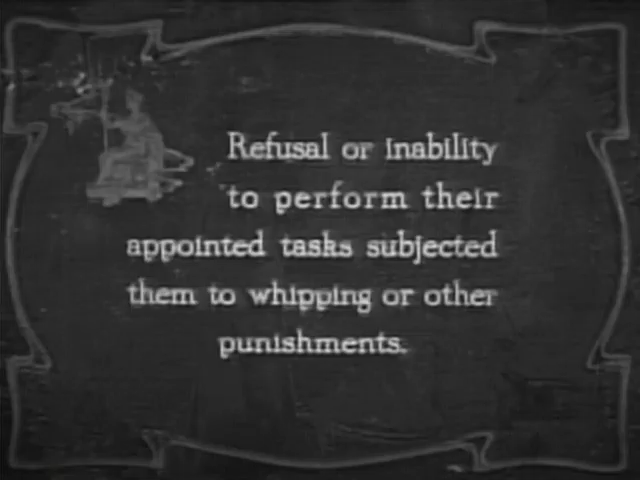 Refusal or inability
to perform their
appointed tasks subjected
them to whipping or other
punishments.